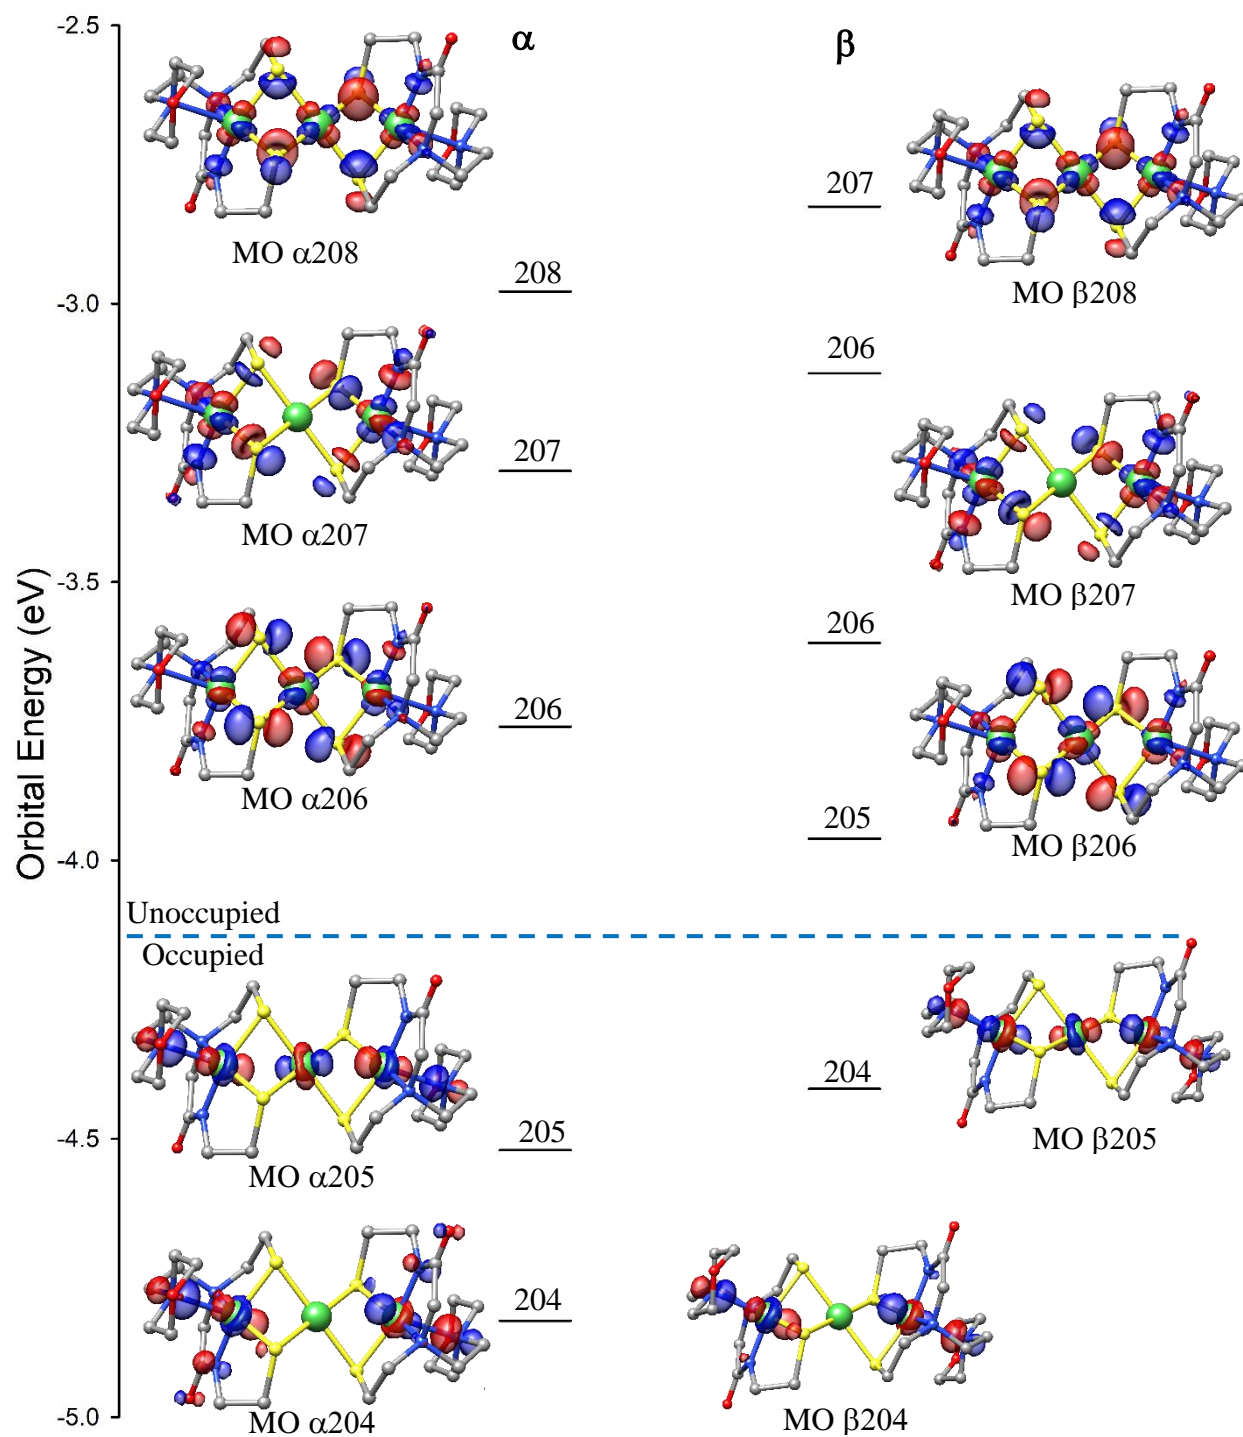 -2.5
α
β
207
MO α208
208
MO β208
-3.0
206
207
MO α207
-3.5
MO β207
206
206
MO α206
205
MO β206
Orbital Energy (eV)
-4.0
Unoccupied
Occupied
204
205
MO β205
-4.5
MO α205
204
MO α204
MO β204
-5.0